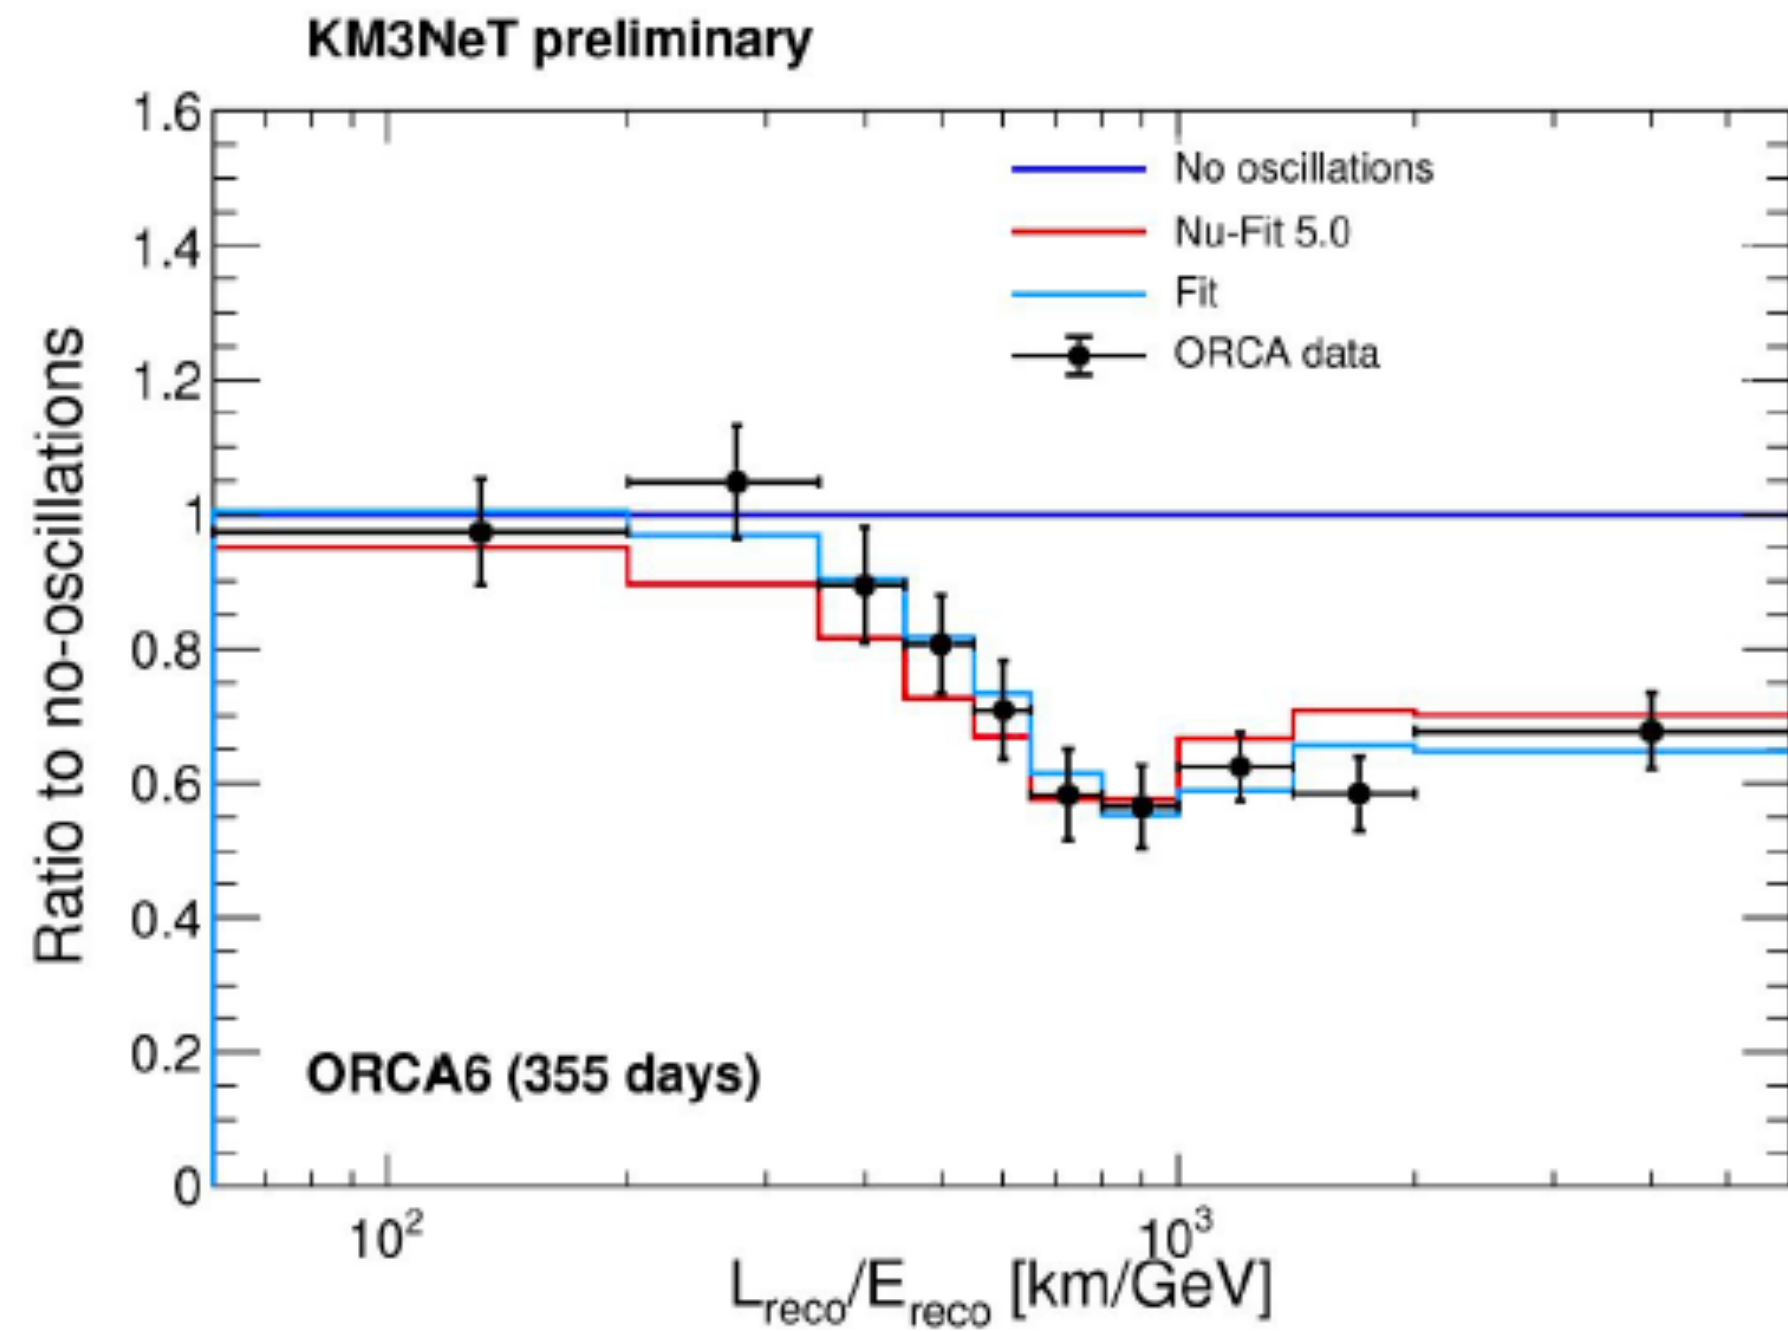 KM3NeT preliminary
1.6
1.4
1.2
1
0.8
0.6
0.4
0.2
0
Ratio to no-oscillations
No oscillations
Nu-Fit 5.0
Fit
ORCA data
ORCA6 (355 days)
10²
10³
L_reco/E_reco [km/GeV]